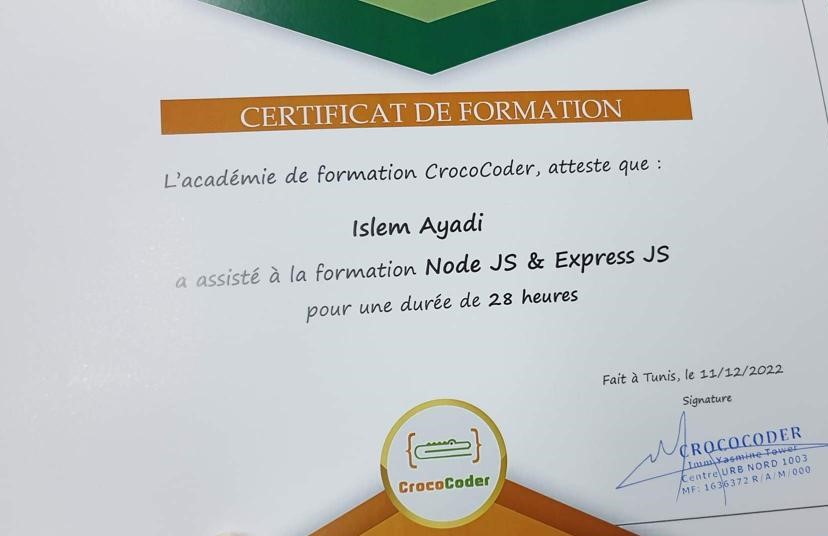 CERTIFICAT DE FORMATION
L'académie de formation CrocoCoder, atteste que :
Islem Ayadi
a assisté à la formation Node JS & Express JS
pour une durée de 28 heures
Fait à Tunis, le 11/12/2022
Signature
CROCOCODER
Imm Yasmine Tower
Centre URB NORD 1003
MF: 1636372 R/A/M/000
{ }
CrocoCoder